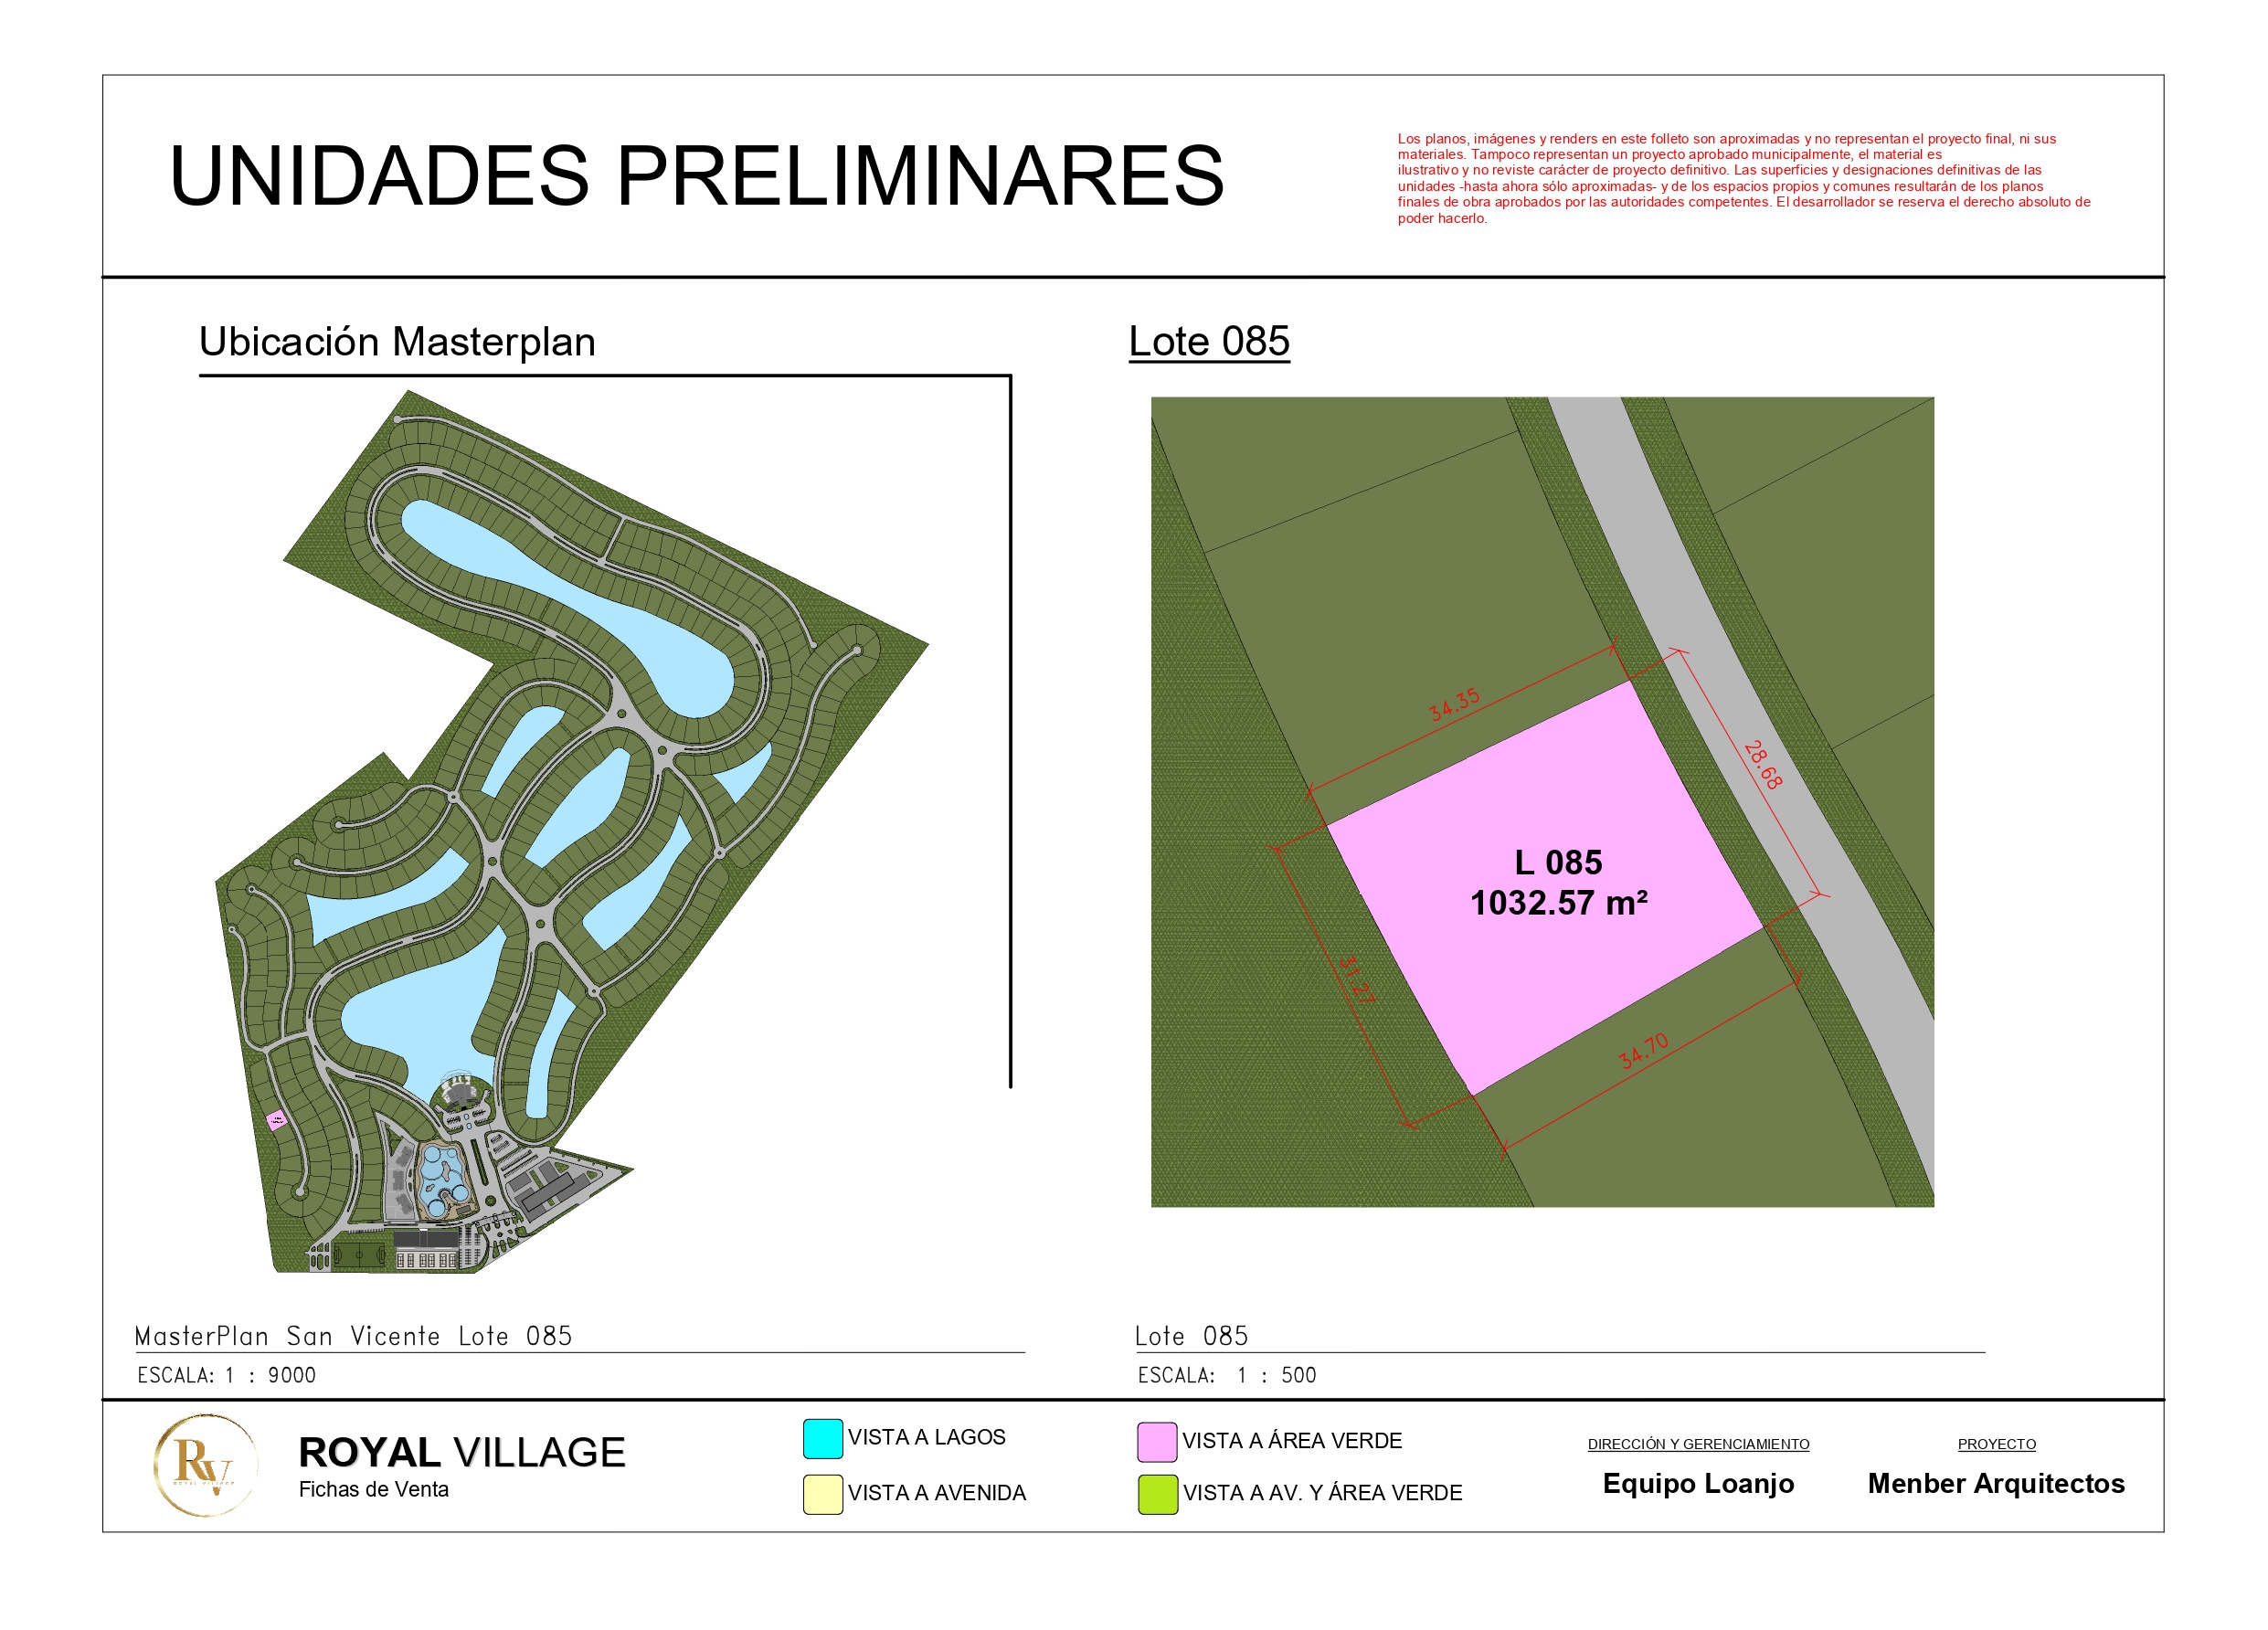 UNIDADES PRELIMINARES
Los planos, imágenes y renders en este folleto son aproximadas y no representan el proyecto final, ni sus
materiales. Tampoco representan un proyecto aprobado municipalmente, el material es
ilustrativo y no reviste carácter de proyecto definitivo. Las superficies y designaciones definitivas de las
unidades -hasta ahora sólo aproximadas- y de los espacios propios y comunes resultarán de los planos
finales de obra aprobados por las autoridades competentes. El desarrollador se reserva el derecho absoluto de
poder hacerlo.
Ubicación Masterplan
Lote 085
34.35
28.68
L 085
1032.57 m²
31.27
34.70
MasterPlan San Vicente Lote 085
ESCALA: 1 : 9000
Lote 085
ESCALA: 1 : 500
RV
ROYAL VILLAGE
ROYAL VILLAGE
Fichas de Venta
VISTA A LAGOS
VISTA A AVENIDA
VISTA A ÁREA VERDE
VISTA A AV. Y ÁREA VERDE
DIRECCIÓN Y GERENCIAMIENTO
Equipo Loanjo
PROYECTO
Menber Arquitectos